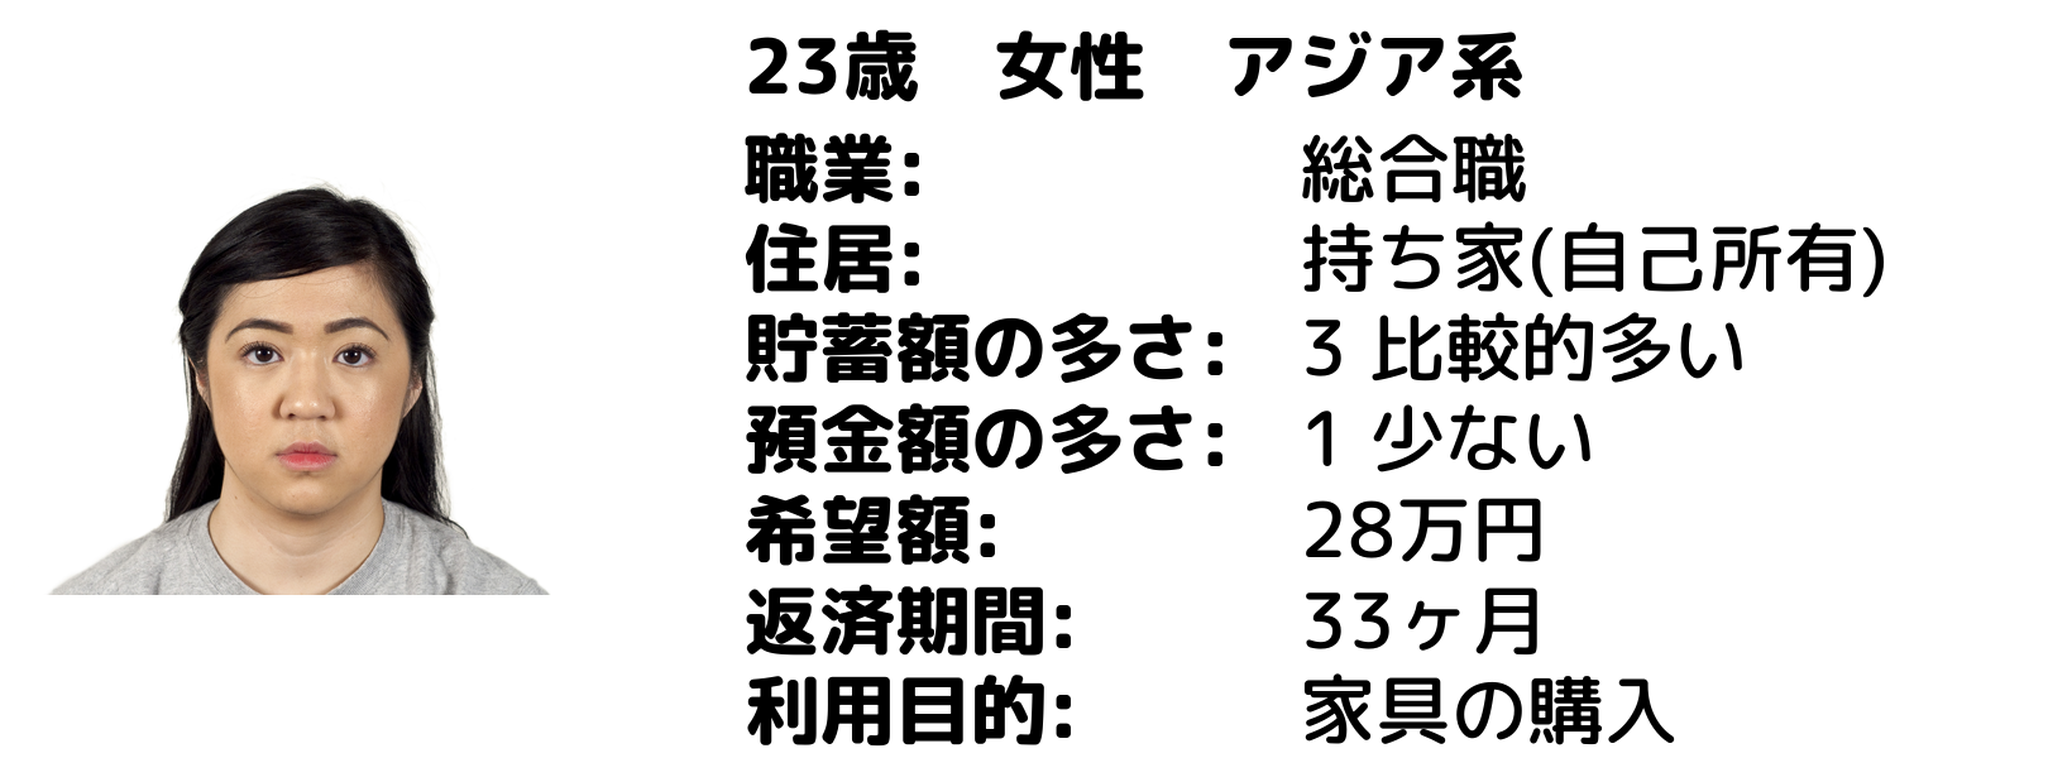 23歳　女性　アジア系
職業: 総合職
住居: 持ち家(自己所有)
貯蓄額の多さ: 3 比較的多い
預金額の多さ: 1 少ない
希望額: 28万円
返済期間: 33ヶ月
利用目的: 家具の購入